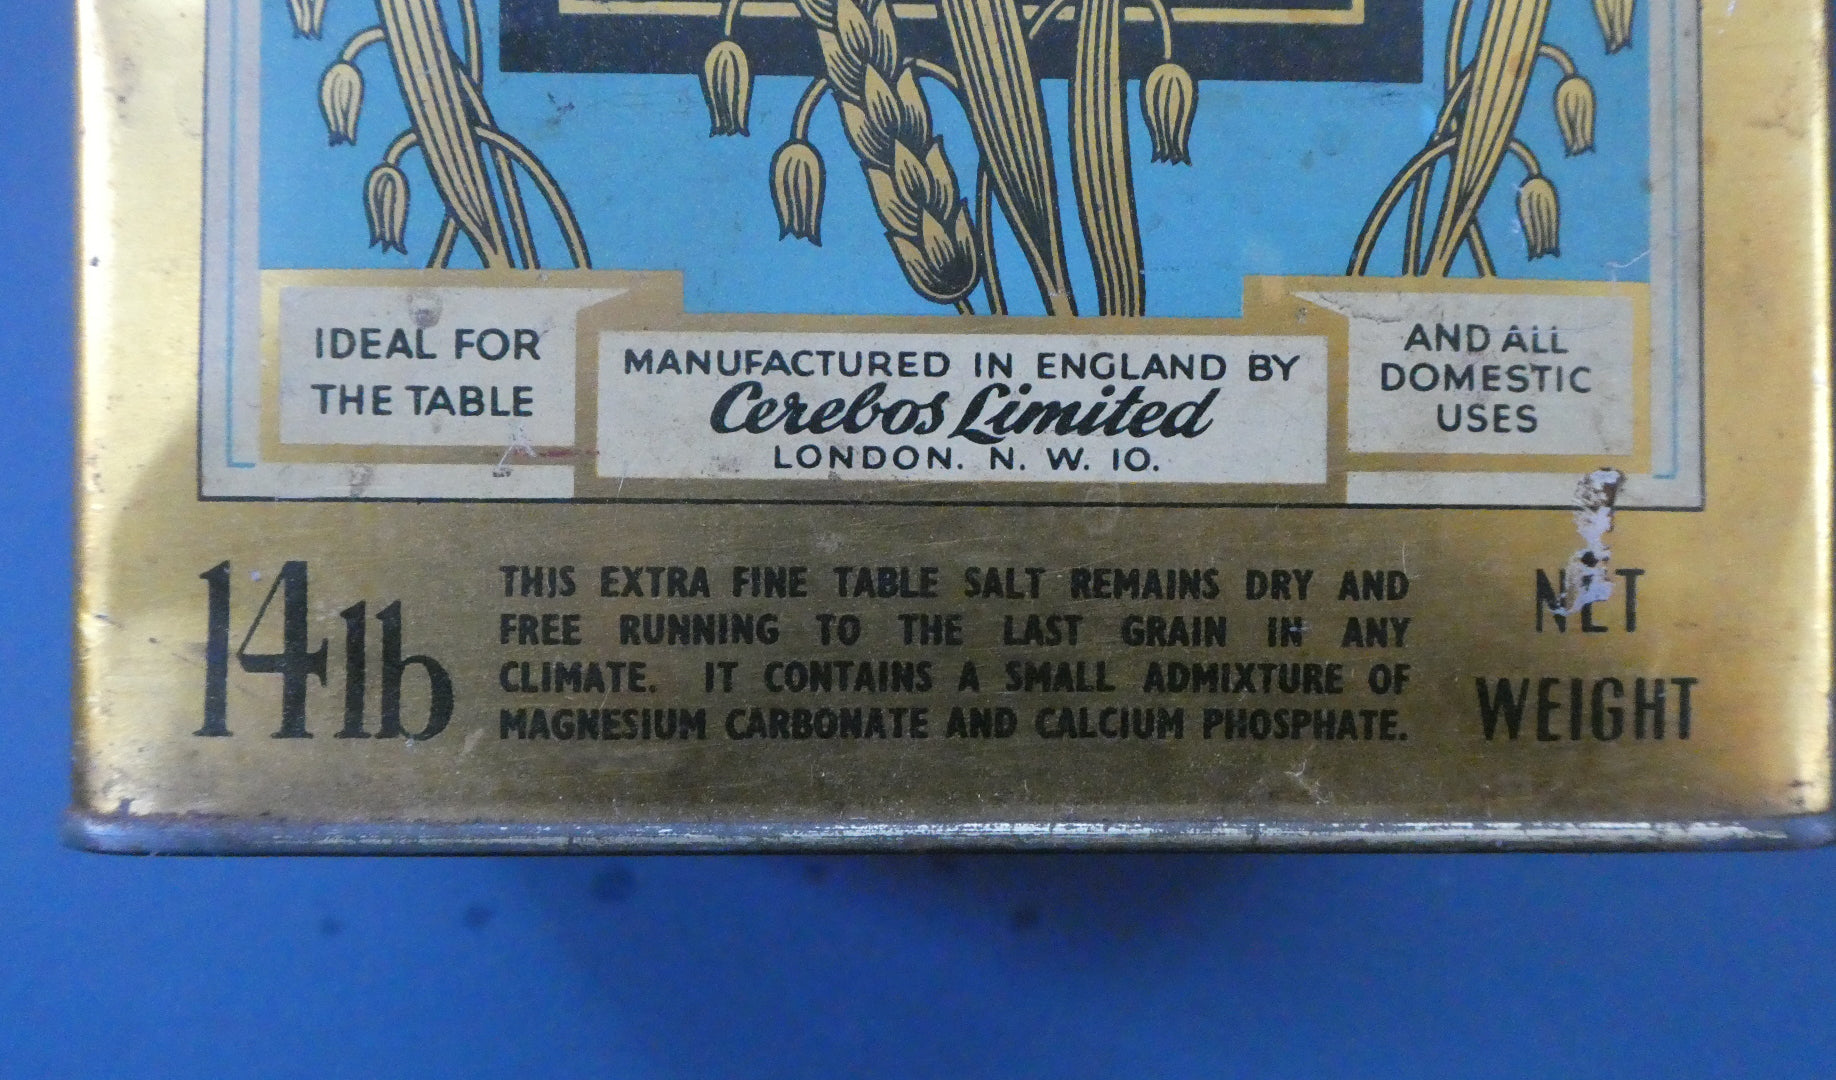 IDEAL FOR
THE TABLE
MANUFACTURED IN ENGLAND BY
Cerebos Limited
LONDON. N. W. 10.
AND ALL
DOMESTIC
USES
14lb
THIS EXTRA FINE TABLE SALT REMAINS DRY AND
FREE RUNNING TO THE LAST GRAIN IN ANY
CLIMATE. IT CONTAINS A SMALL ADMIXTURE OF
MAGNESIUM CARBONATE AND CALCIUM PHOSPHATE.
NET
WEIGHT